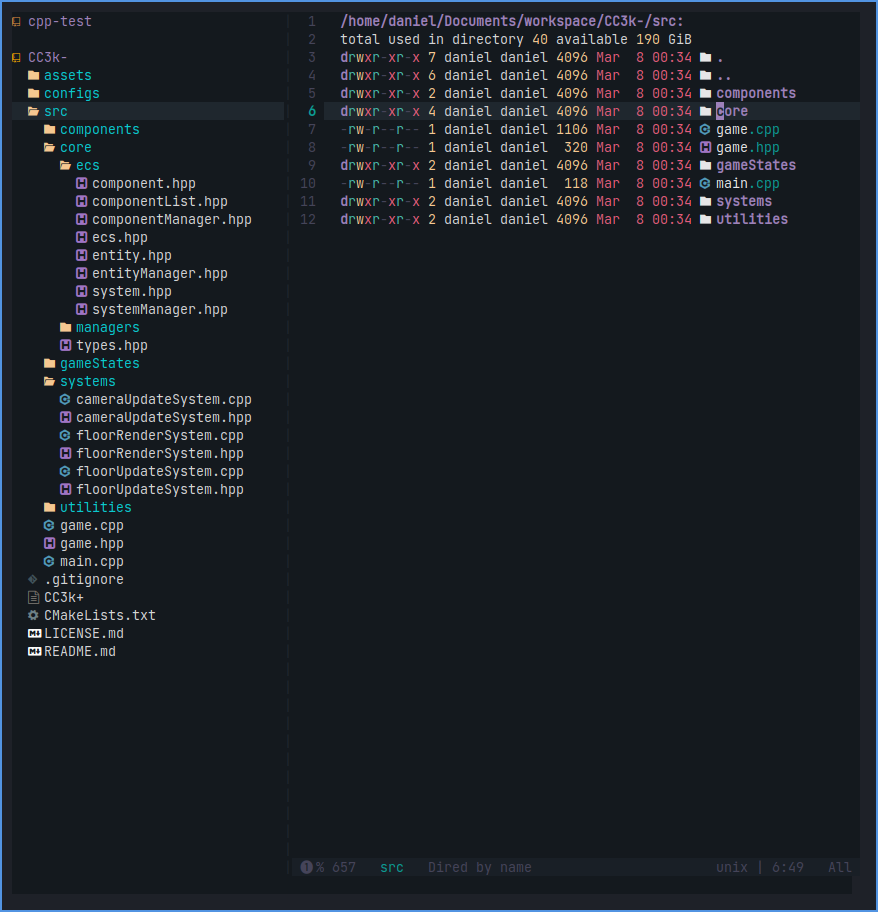 cpp-test
CC3k-
assets
configs
src
components
core
ecs
component.hpp
componentList.hpp
componentManager.hpp
ecs.hpp
entity.hpp
entityManager.hpp
system.hpp
systemManager.hpp
managers
types.hpp
gameStates
systems
cameraUpdateSystem.cpp
cameraUpdateSystem.hpp
floorRenderSystem.cpp
floorRenderSystem.hpp
floorUpdateSystem.cpp
floorUpdateSystem.hpp
utilities
game.cpp
game.hpp
main.cpp
.gitignore
CC3k+
CMakeLists.txt
LICENSE.md
README.md
1 /home/daniel/Documents/workspace/CC3k-/src:
2 total used in directory 40 available 190 GiB
3 drwxr-xr-x 7 daniel daniel 4096 Mar  8 00:34 .
4 drwxr-xr-x 6 daniel daniel 4096 Mar  8 00:34 ..
5 drwxr-xr-x 2 daniel daniel 4096 Mar  8 00:34 components
6 drwxr-xr-x 4 daniel daniel 4096 Mar  8 00:34 core
7 -rw-r--r-- 1 daniel daniel 1106 Mar  8 00:34 game.cpp
8 -rw-r--r-- 1 daniel daniel  320 Mar  8 00:34 game.hpp
9 drwxr-xr-x 2 daniel daniel 4096 Mar  8 00:34 gameStates
10 -rw-r--r-- 1 daniel daniel  118 Mar  8 00:34 main.cpp
11 drwxr-xr-x 2 daniel daniel 4096 Mar  8 00:34 systems
12 drwxr-xr-x 2 daniel daniel 4096 Mar  8 00:34 utilities
❶% 657 src Dired by name unix | 6:49 All